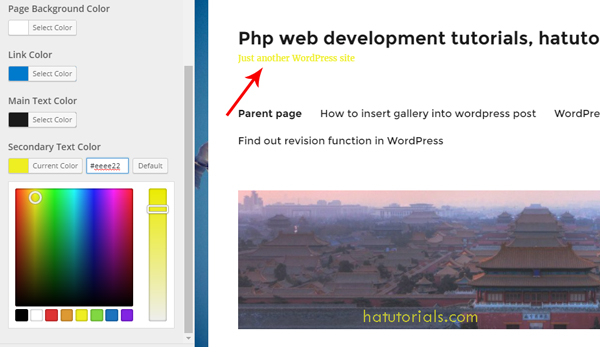 Page Background Color
Select Color
Link Color
Select Color
Main Text Color
Select Color
Secondary Text Color
Current Color #eeee22 Default
Php web development tutorials, hatuto
Just another WordPress site
Parent page How to insert gallery into wordpress post WordPre
Find out revision function in WordPress
hatutorials.com